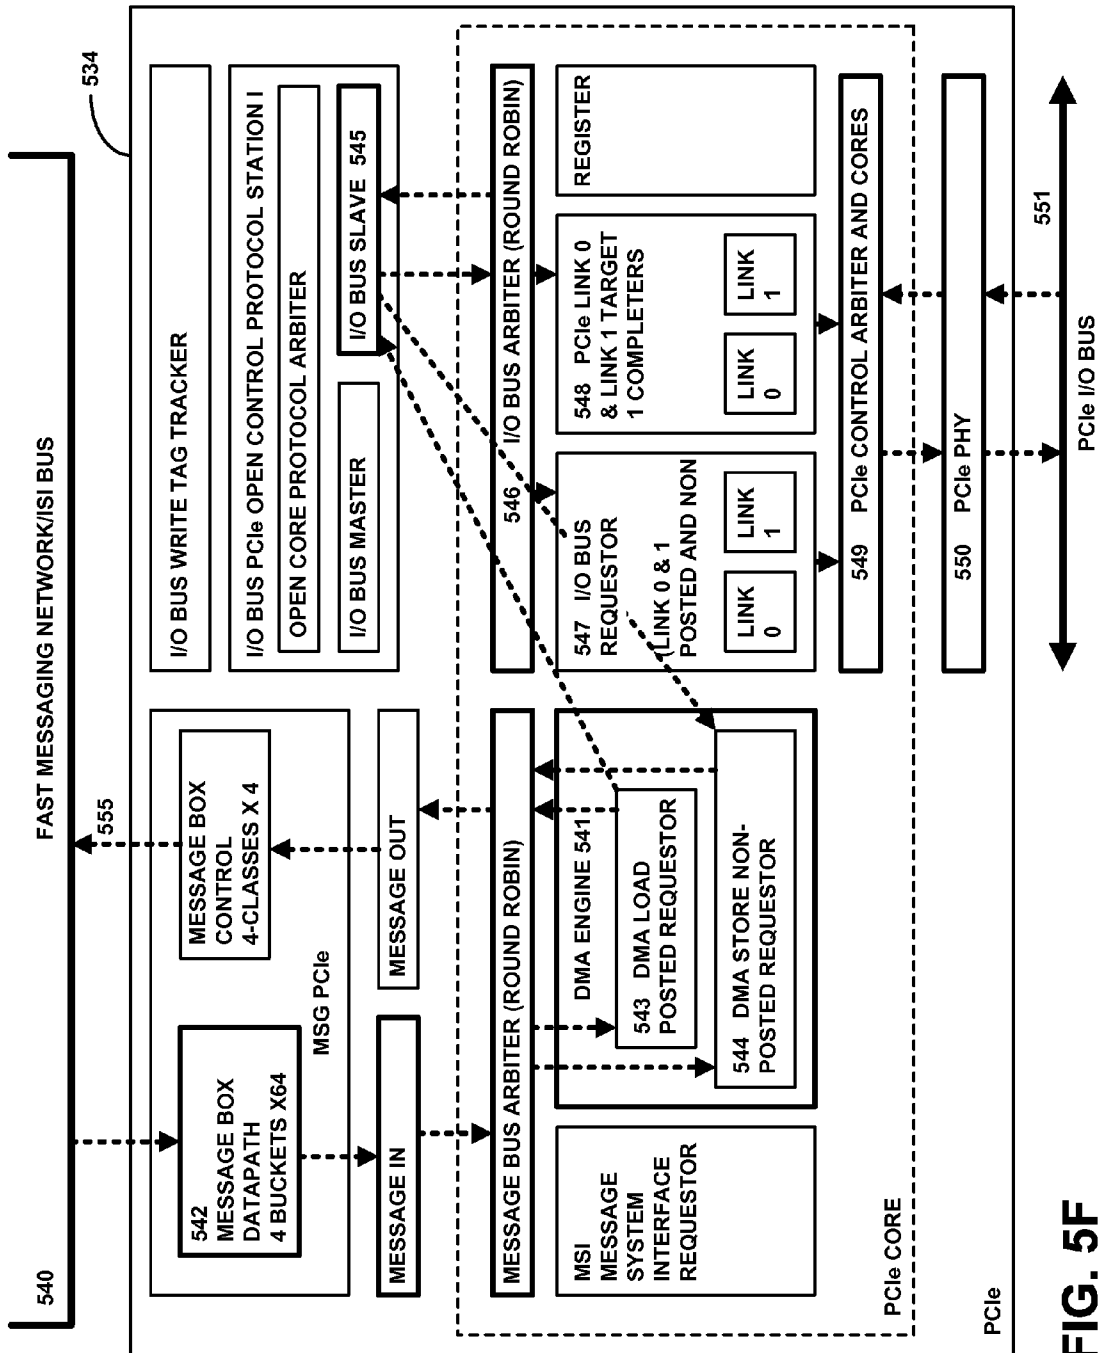 540
FAST MESSAGING NETWORK/ISI BUS
534
555
542
MESSAGE BOX
DATAPATH
4 BUCKETS X64
MESSAGE BOX
CONTROL
4-CLASSES X 4
MSG PCIe
MESSAGE IN
MESSAGE OUT
I/O BUS WRITE TAG TRACKER
I/O BUS PCIe OPEN CONTROL PROTOCOL STATION I
OPEN CORE PROTOCOL ARBITER
I/O BUS MASTER
I/O BUS SLAVE 545
MESSAGE BUS ARBITER (ROUND ROBIN)
546
I/O BUS ARBITER (ROUND ROBIN)
MSI
MESSAGE
SYSTEM
INTERFACE
REQUESTOR
DMA ENGINE 541
543 DMA LOAD
POSTED REQUESTOR
544 DMA STORE NON-
POSTED REQUESTOR
547 I/O BUS
REQUESTOR
(LINK 0 & 1
POSTED AND NON
LINK
0
LINK
1
548 PCIe LINK 0
& LINK 1 TARGET
1 COMPLETERS
LINK
0
LINK
1
REGISTER
549 PCIe CONTROL ARBITER AND CORES
PCIe CORE
550 PCIe PHY
551
PCIe I/O BUS
PCIe
FIG. 5F